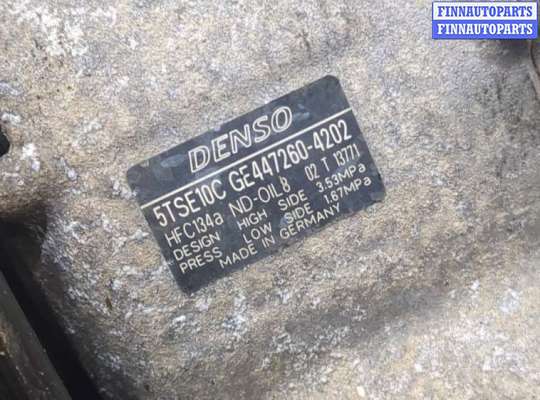 FINNAUTOPARTS
FINNAUTOPARTS
DENSO
5TSE10C GE447260-4202
HFC134a ND-OIL8 02 T 13771
DESIGN HIGH SIDE 3.53MPa
PRESS LOW SIDE 1.67MPa
MADE IN GERMANY